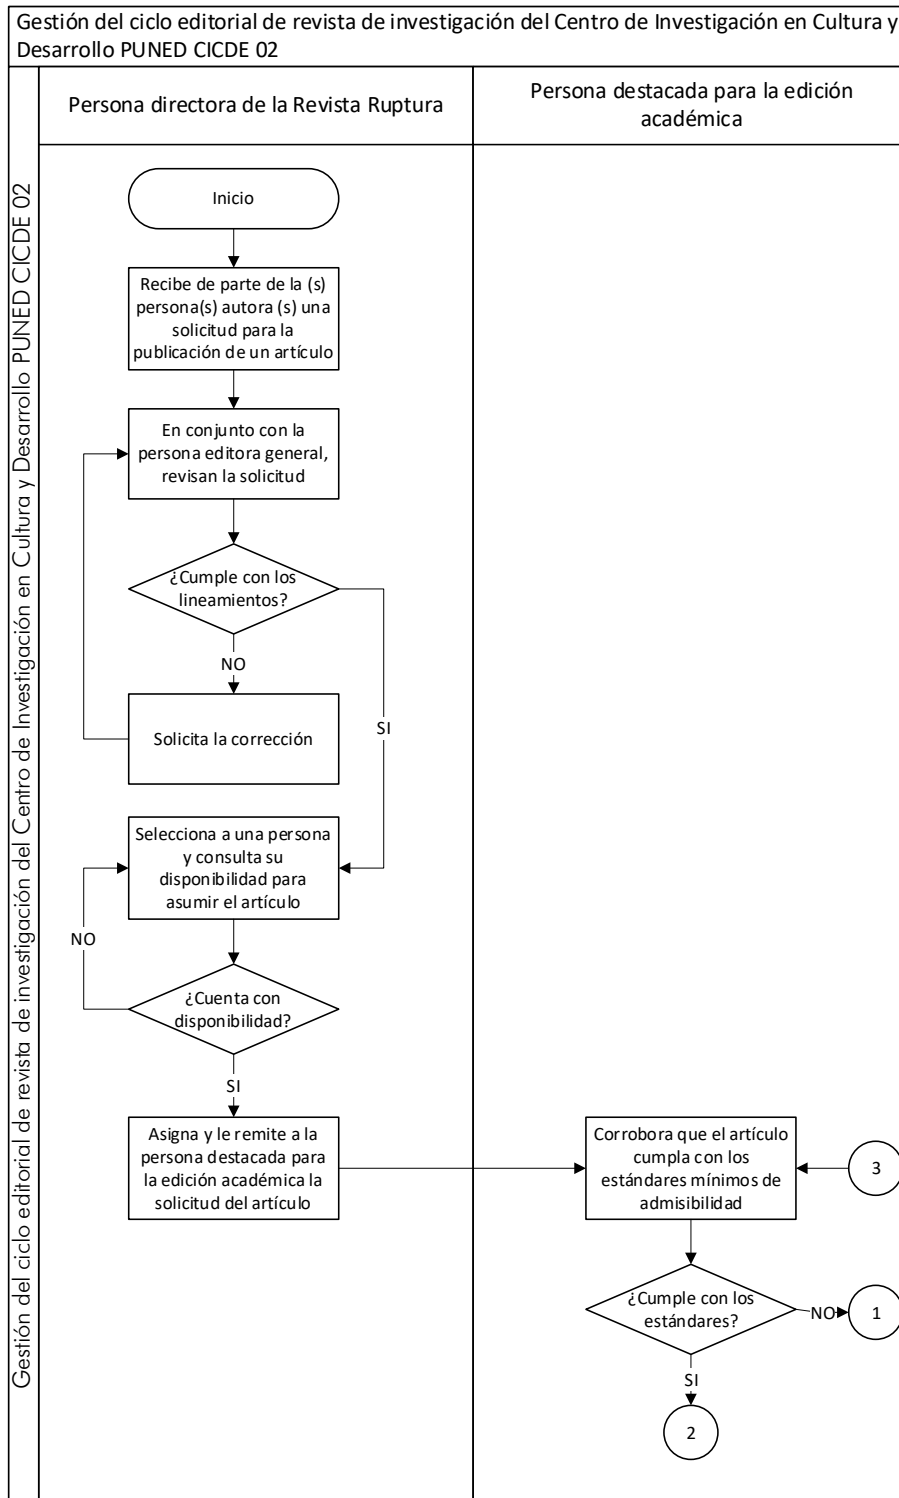 Gestión del ciclo editorial de revista de investigación del Centro de Investigación en Cultura y
Desarrollo PUNED CICDE 02
Gestión del ciclo editorial de revista de investigación del Centro de Investigación en Cultura y Desarrollo PUNED CICDE 02
Persona directora de la Revista Ruptura
Persona destacada para la edición
académica
Inicio
Recibe de parte de la (s)
persona(s) autora (s) una
solicitud para la
publicación de un artículo
En conjunto con la
persona editora general,
revisan la solicitud
¿Cumple con los
lineamientos?
NO
SI
Solicita la corrección
Selecciona a una persona
y consulta su
disponibilidad para
asumir el artículo
NO
¿Cuenta con
disponibilidad?
SI
Asigna y le remite a la
persona destacada para
la edición académica la
solicitud del artículo
Corrobora que el artículo
cumpla con los
estándares mínimos de
admisibilidad
3
¿Cumple con los
estándares?
NO
1
SI
2